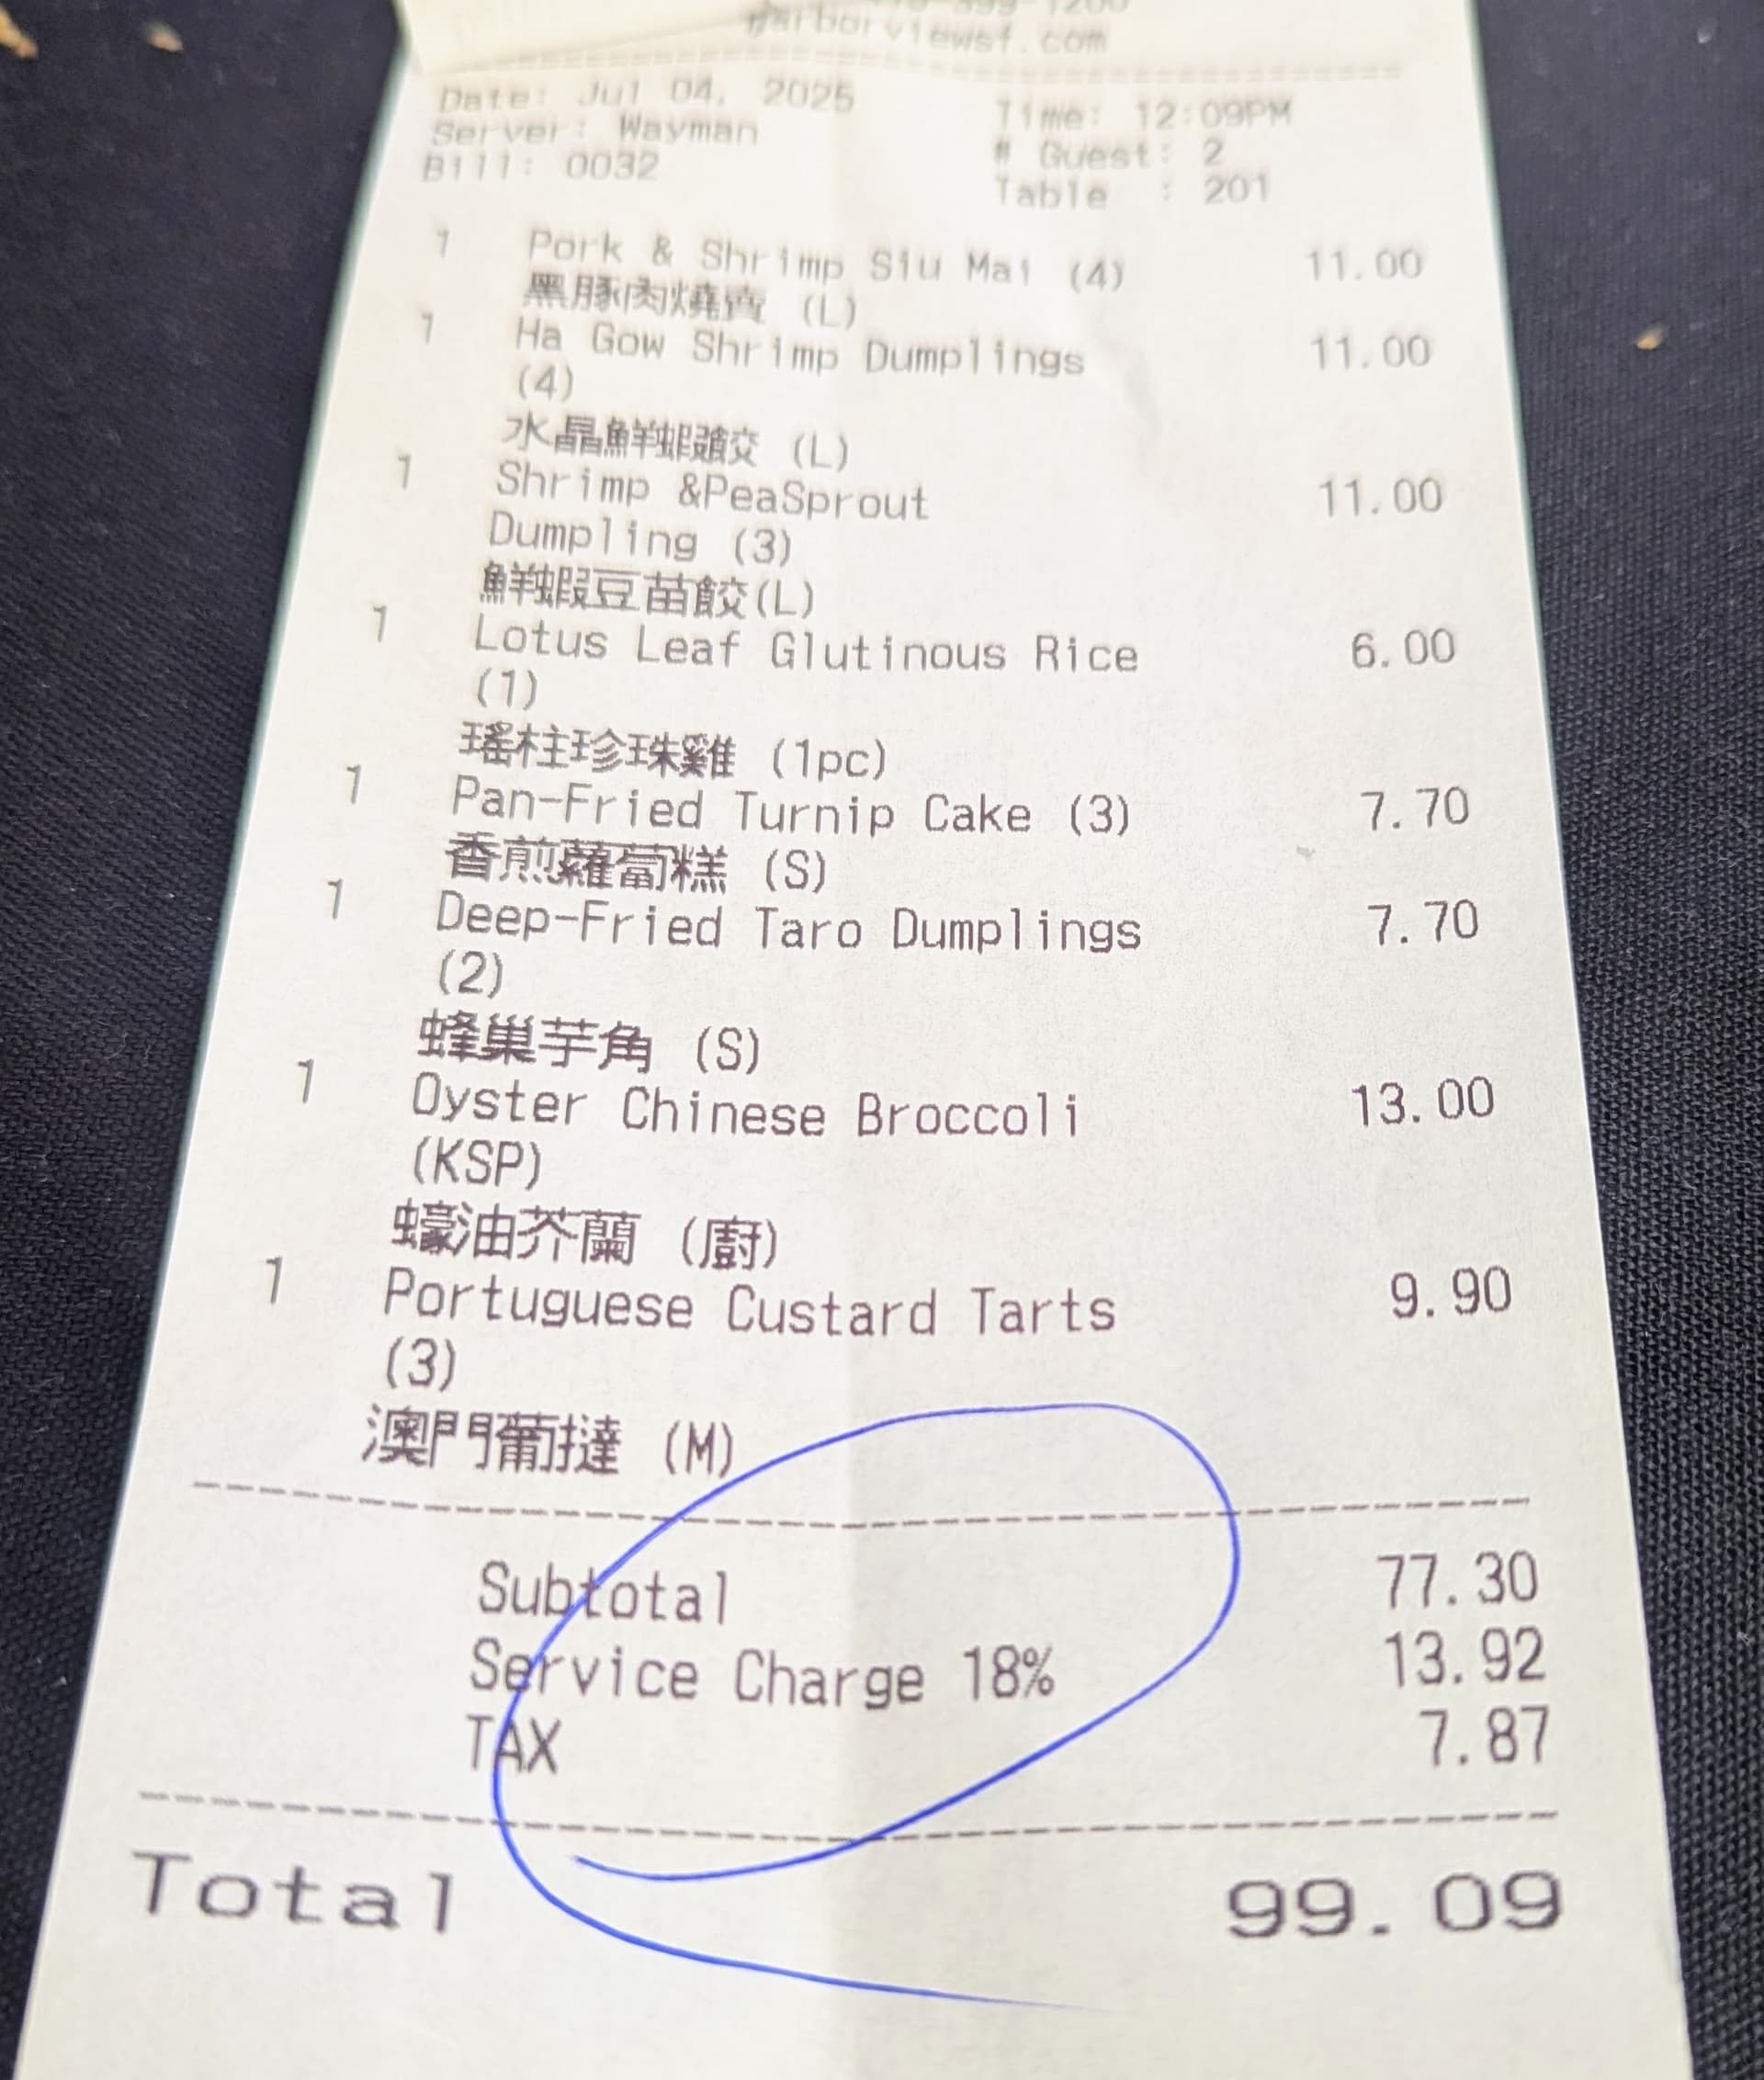 arborviewsf.com
Date: Jul 04, 2025 Time: 12:09PM
Server: Wayman # Guest: 2
Bill: 0032 Table : 201
1 Pork & Shrimp Siu Mai (4) 11.00
黑豚肉燒賣 (L)
1 Ha Gow Shrimp Dumplings 11.00
(4)
水晶鮮蝦餃 (L)
1 Shrimp &PeaSprout 11.00
Dumpling (3)
鮮蝦豆苗餃(L)
1 Lotus Leaf Glutinous Rice 6.00
(1)
瑤柱珍珠雞 (1pc)
1 Pan-Fried Turnip Cake (3) 7.70
香煎蘿蔔糕 (S)
1 Deep-Fried Taro Dumplings 7.70
(2)
蜂巢芋角 (S)
1 Oyster Chinese Broccoli 13.00
(KSP)
蠔油芥蘭 (廚)
1 Portuguese Custard Tarts 9.90
(3)
澳門葡撻 (M)
Subtotal 77.30
Service Charge 18% 13.92
TAX 7.87
Total 99.09